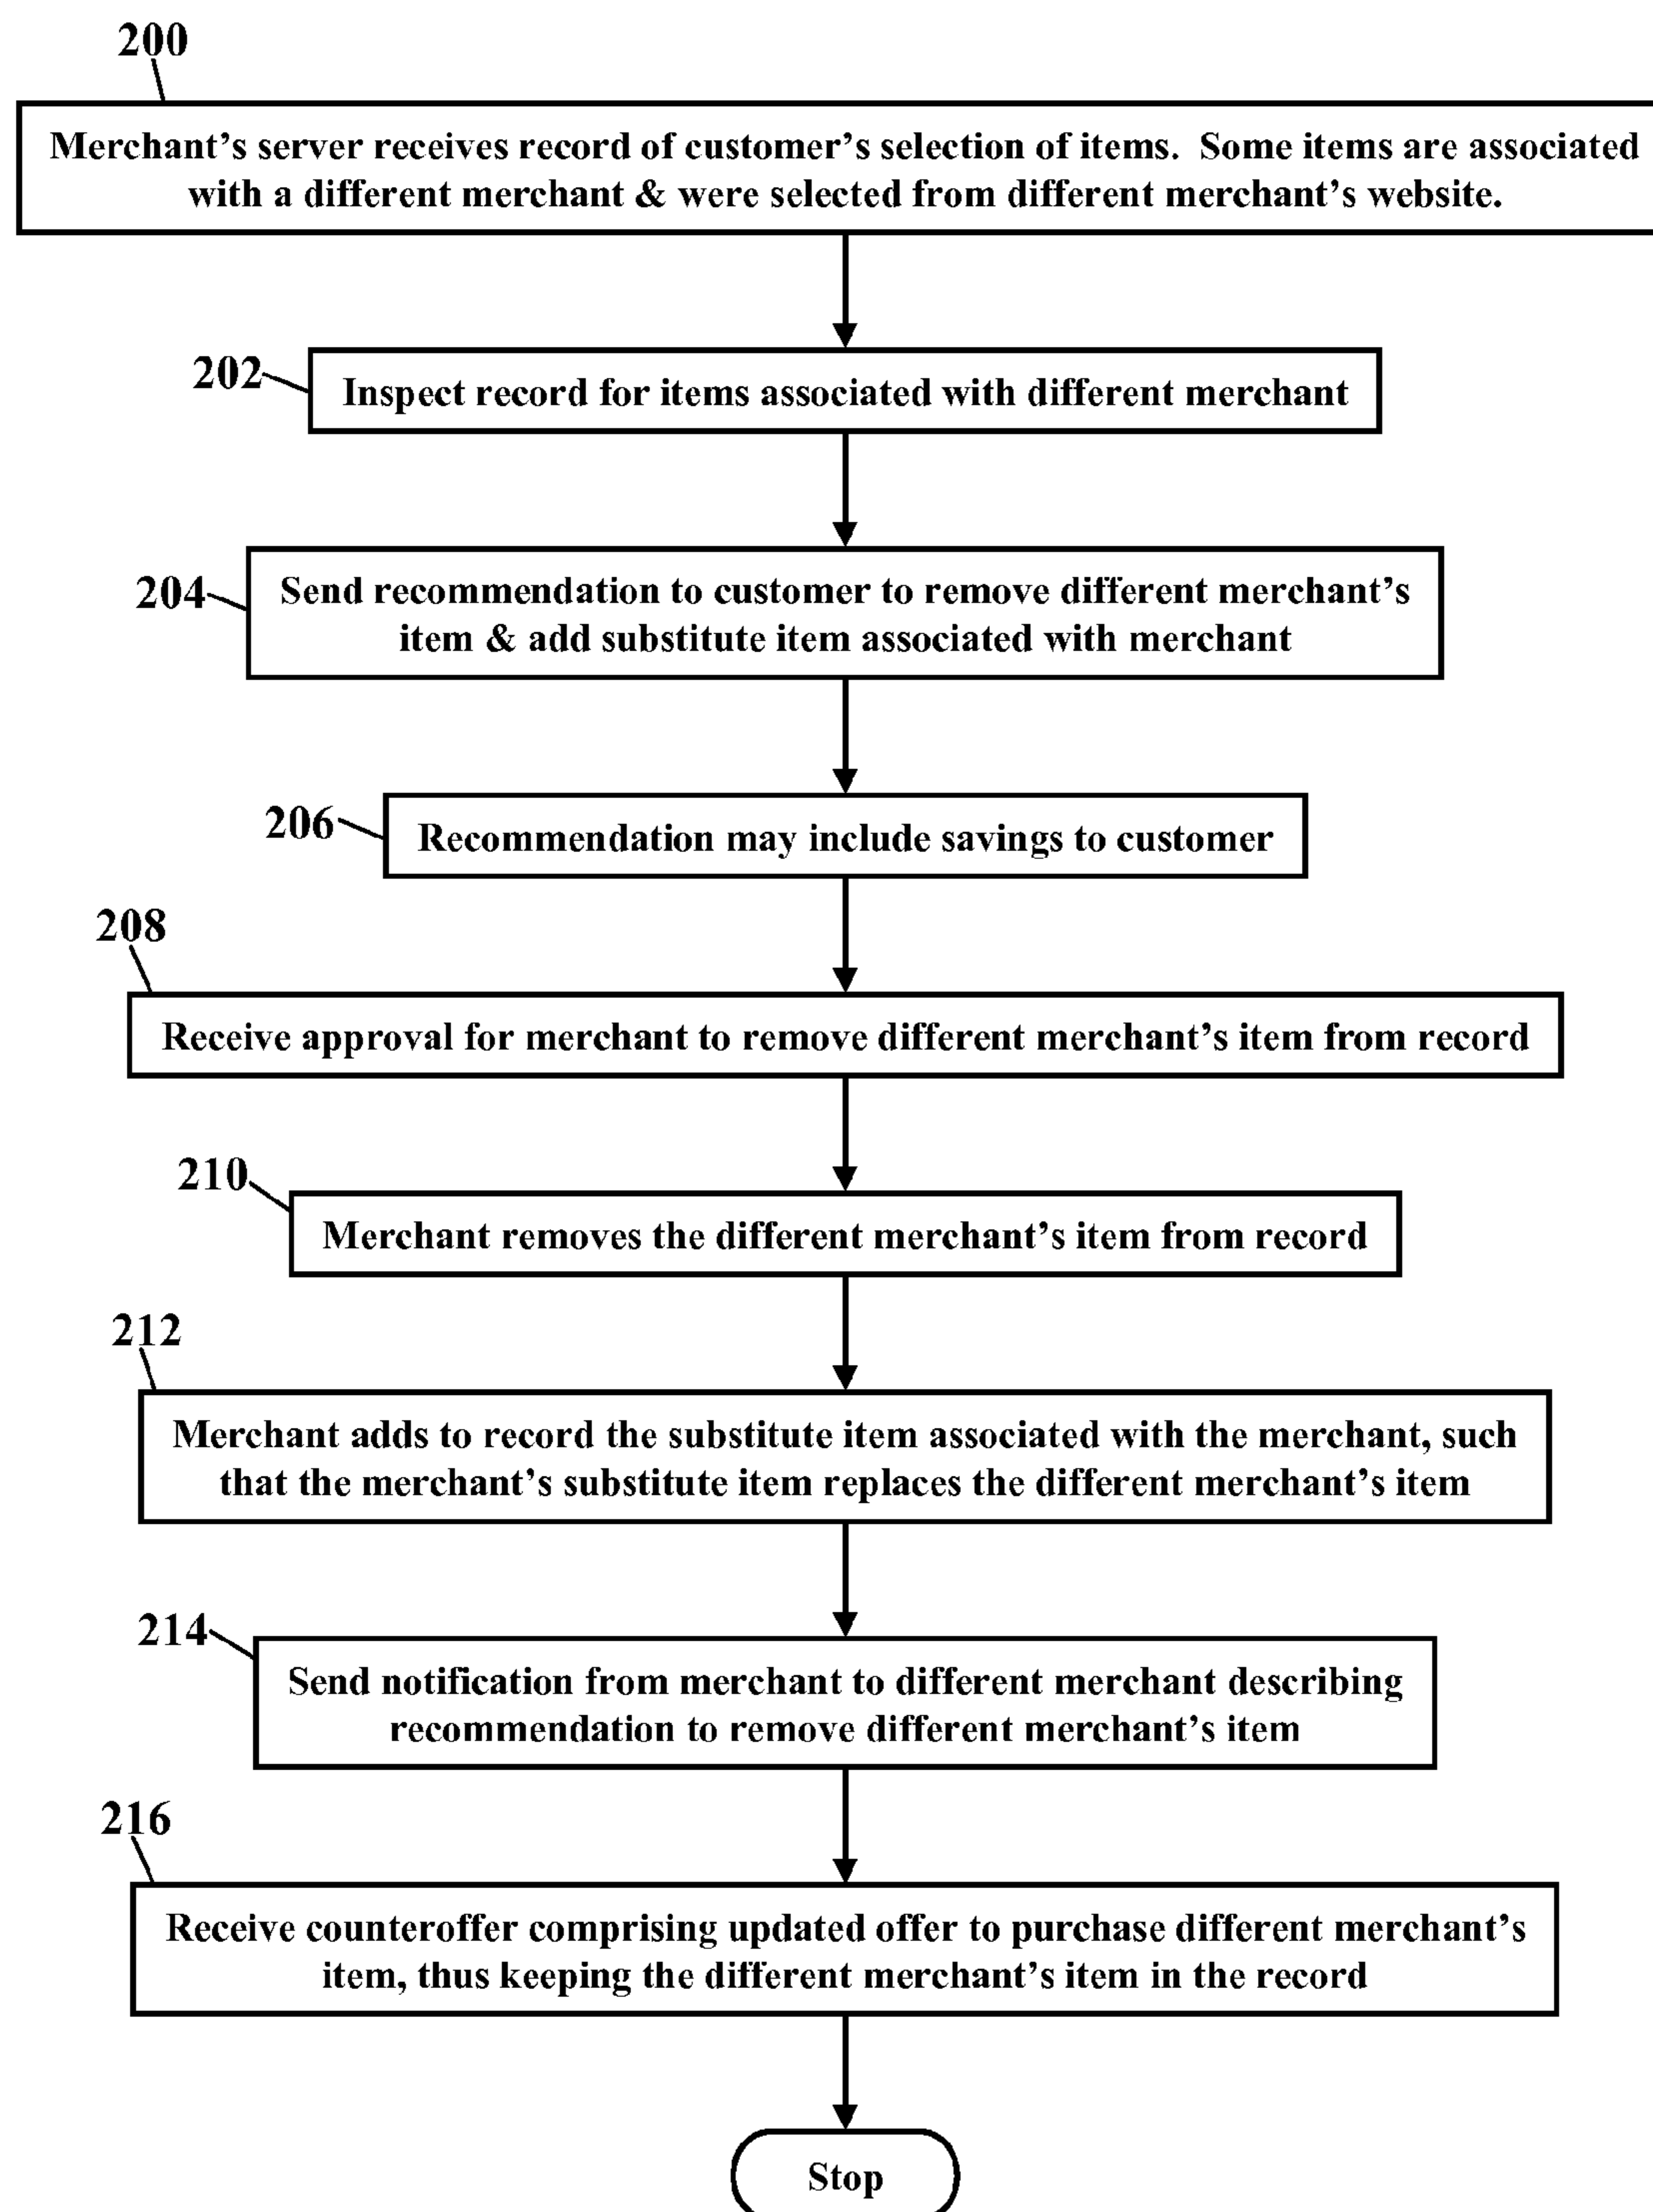 200
Merchant’s server receives record of customer’s selection of items.  Some items are associated
with a different merchant & were selected from different merchant’s website.
202
Inspect record for items associated with different merchant
204
Send recommendation to customer to remove different merchant’s
item & add substitute item associated with merchant
206
Recommendation may include savings to customer
208
Receive approval for merchant to remove different merchant’s item from record
210
Merchant removes the different merchant’s item from record
212
Merchant adds to record the substitute item associated with the merchant, such
that the merchant’s substitute item replaces the different merchant’s item
214
Send notification from merchant to different merchant describing
recommendation to remove different merchant’s item
216
Receive counteroffer comprising updated offer to purchase different merchant’s
item, thus keeping the different merchant’s item in the record
Stop